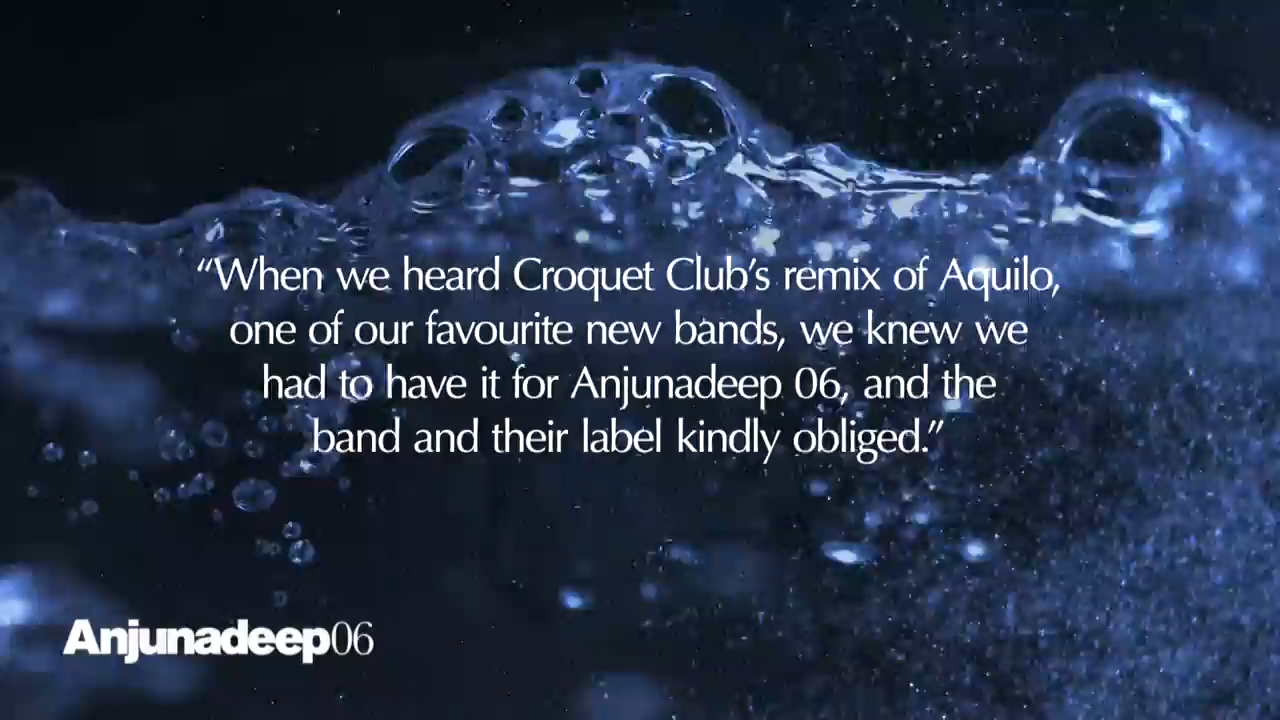 “When we heard Croquet Club’s remix of Aquilo,
one of our favourite new bands, we knew we
had to have it for Anjunadeep 06, and the
band and their label kindly obliged.”
Anjunadeep06